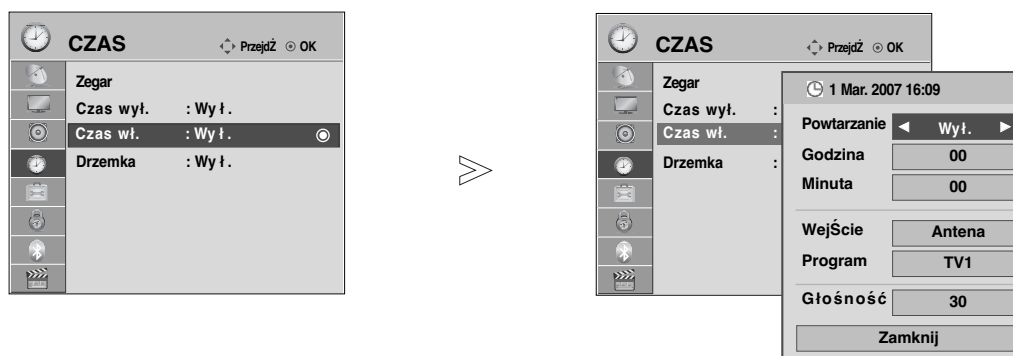 CZAS
PrzejdŹ OK
Zegar
Czas wył. : Wył.
Czas wł. : Wył.
Drzemka : Wył.
CZAS
PrzejdŹ OK
Zegar
Czas wył. :
Czas wł. :
Drzemka :
1 Mar. 2007 16:09
Powtarzanie Wył.
Godzina 00
Minuta 00
WejŚcie Antena
Program TV1
Głośność 30
Zamknij